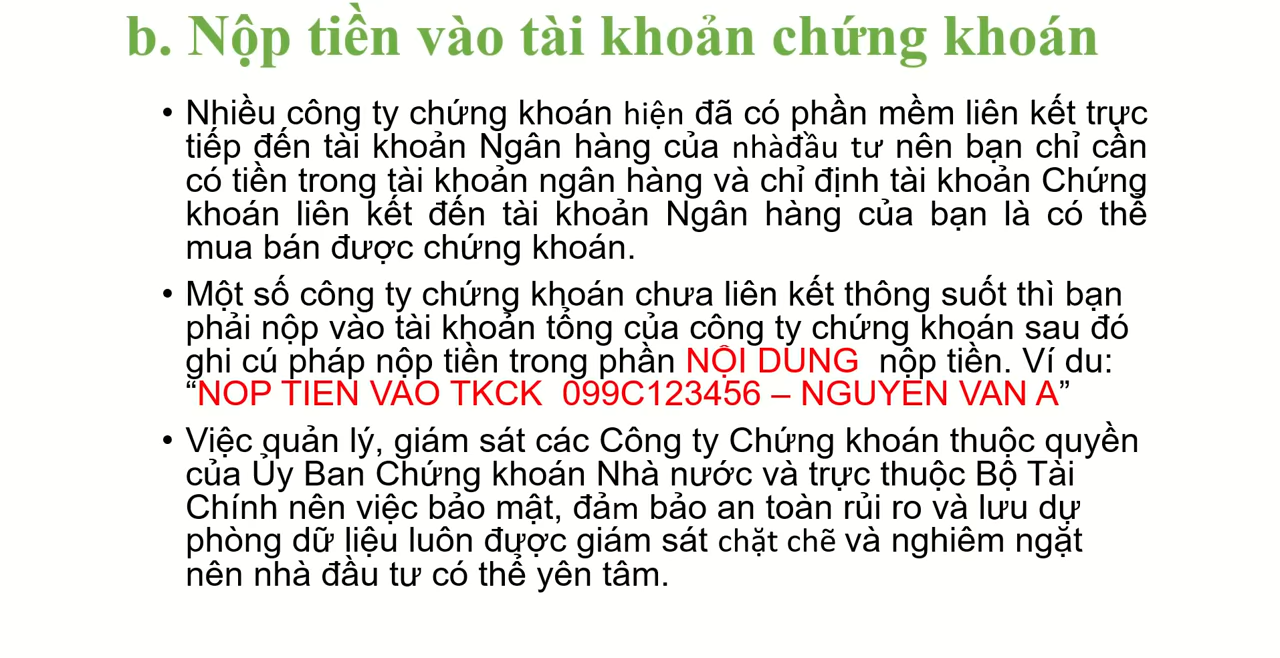 b. Nộp tiền vào tài khoản chứng khoán
• Nhiều công ty chứng khoán hiện đã có phần mềm liên kết trực
tiếp đến tài khoản Ngân hàng của nhàđầu tư nên bạn chỉ cần
có tiền trong tài khoản ngân hàng và chỉ định tài khoản Chứng
khoán liên kết đến tài khoản Ngân hàng của bạn là có thể
mua bán được chứng khoán.
• Một số công ty chứng khoán chưa liên kết thông suốt thì bạn
phải nộp vào tài khoản tổng của công ty chứng khoán sau đó
ghi cú pháp nộp tiền trong phần NỘI DUNG nộp tiền. Ví du:
“NOP TIEN VAO TKCK 099C123456 – NGUYEN VAN A”
• Việc quản lý, giám sát các Công ty Chứng khoán thuộc quyền
của Ủy Ban Chứng khoán Nhà nước và trực thuộc Bộ Tài
Chính nên việc bảo mật, đảm bảo an toàn rủi ro và lưu dự
phòng dữ liệu luôn được giám sát chặt chẽ và nghiêm ngặt
nên nhà đầu tư có thể yên tâm.